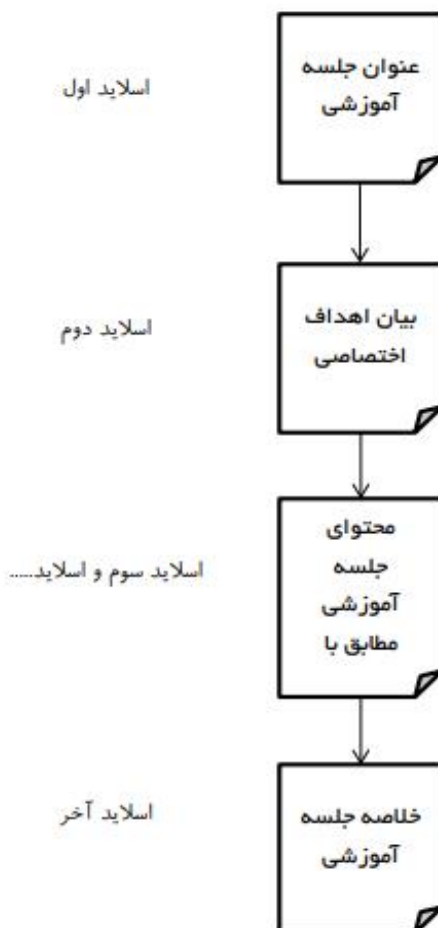 اسلاید اول
عنوان جلسه
آموزشی
اسلاید دوم
بیان اهداف
اختصاصی
اسلاید سوم و اسلاید......
محتوای
جلسه
آموزشی
مطابق با
اسلاید آخر
خلاصه جلسه
آموزشی